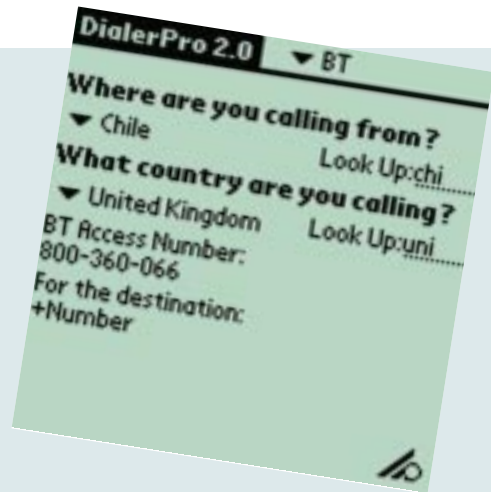 DialerPro 2.0
BT
Where are you calling from?
Chile
Look Up:chi
What country are you calling?
United Kingdom
Look Up:uni
BT Access Number:
800-360-066
For the destination:
+Number